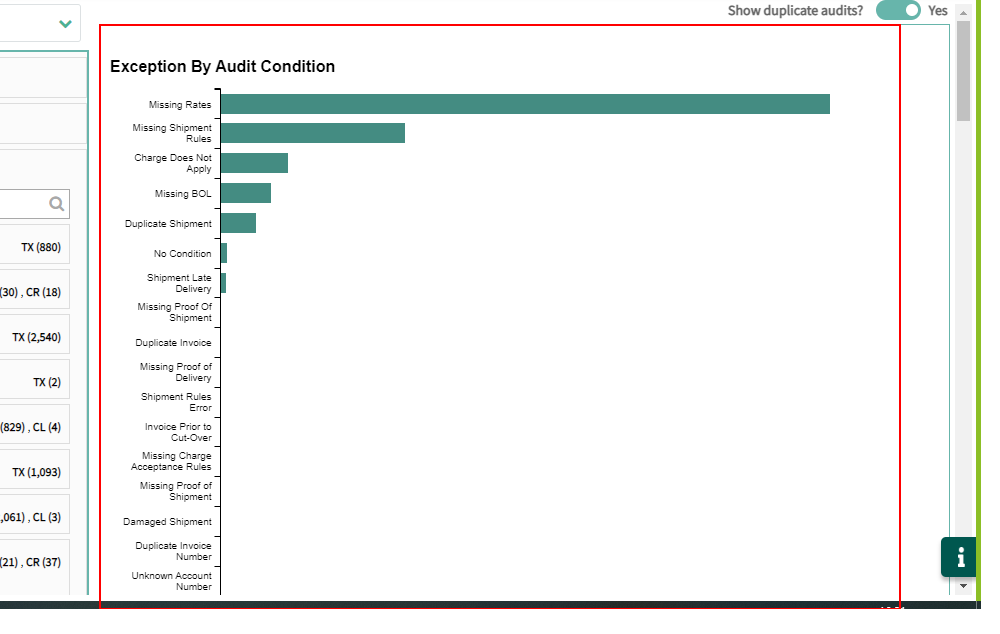 Show duplicate audits?
Yes
Exception By Audit Condition
Missing Rates
Missing Shipment
Rules
Charge Does Not
Apply
Missing BOL
Duplicate Shipment
No Condition
Shipment Late
Delivery
Missing Proof Of
Shipment
Duplicate Invoice
Missing Proof of
Delivery
Shipment Rules
Error
Invoice Prior to
Cut-Over
Missing Charge
Acceptance Rules
Missing Proof of
Shipment
Damaged Shipment
Duplicate Invoice
Number
Unknown Account
Number
TX (880)
(30) , CR (18)
TX (2,540)
TX (2)
(829) , CL (4)
TX (1,093)
,061) , CL (3)
(21) , CR (37)
i